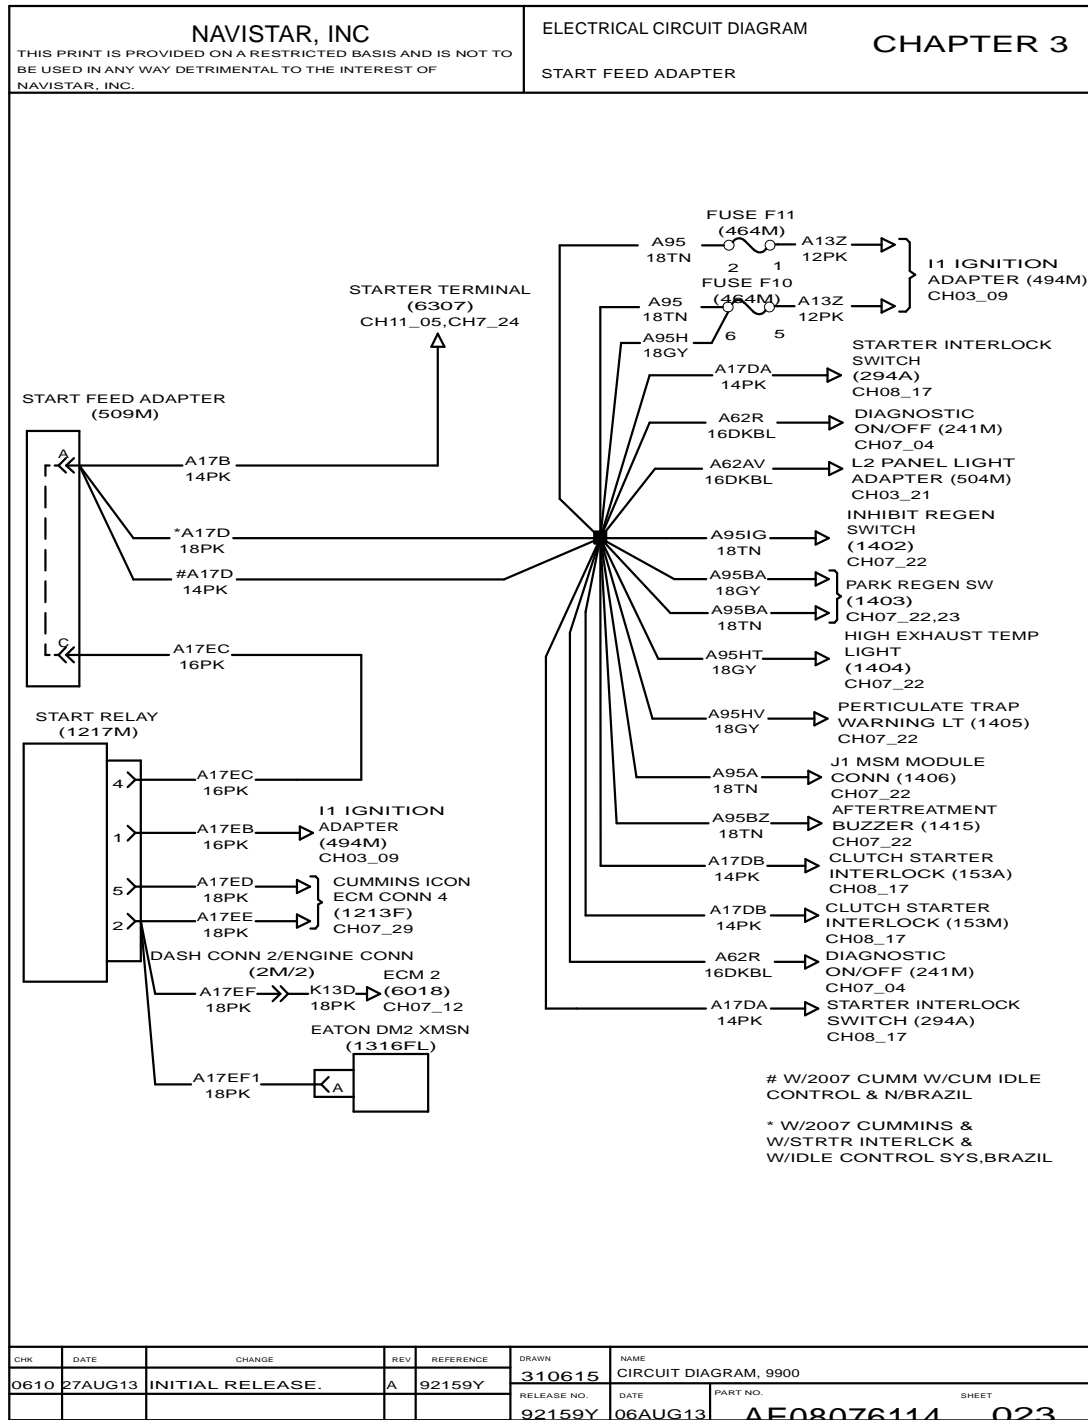 NAVISTAR, INC
THIS PRINT IS PROVIDED ON A RESTRICTED BASIS AND IS NOT TO
BE USED IN ANY WAY DETRIMENTAL TO THE INTEREST OF
NAVISTAR, INC.
ELECTRICAL CIRCUIT DIAGRAM
START FEED ADAPTER
CHAPTER 3
FUSE F11
(464M)
A95
18TN
2
1
A13Z
12PK
FUSE F10
(464M)
A95
18TN
6
5
A13Z
12PK
A95H
18GY
I1 IGNITION
ADAPTER (494M)
CH03_09
STARTER TERMINAL
(6307)
CH11_05,CH7_24
A17DA
14PK
STARTER INTERLOCK
SWITCH
(294A)
CH08_17
A62R
16DKBL
DIAGNOSTIC
ON/OFF (241M)
CH07_04
A62AV
16DKBL
L2 PANEL LIGHT
ADAPTER (504M)
CH03_21
A95IG
18TN
INHIBIT REGEN
SWITCH
(1402)
CH07_22
A95BA
18GY
A95BA
18TN
PARK REGEN SW
(1403)
CH07_22,23
A95HT
18GY
HIGH EXHAUST TEMP
LIGHT
(1404)
CH07_22
A95HV
18GY
PERTICULATE TRAP
WARNING LT (1405)
CH07_22
A95A
18TN
J1 MSM MODULE
CONN (1406)
CH07_22
A95BZ
18TN
AFTERTREATMENT
BUZZER (1415)
CH07_22
A17DB
14PK
CLUTCH STARTER
INTERLOCK (153A)
CH08_17
A17DB
14PK
CLUTCH STARTER
INTERLOCK (153M)
CH08_17
A62R
16DKBL
DIAGNOSTIC
ON/OFF (241M)
CH07_04
A17DA
14PK
STARTER INTERLOCK
SWITCH (294A)
CH08_17
START FEED ADAPTER
(509M)
A
A17B
14PK
*A17D
18PK
#A17D
14PK
C
A17EC
16PK
START RELAY
(1217M)
4
A17EC
16PK
1
A17EB
16PK
I1 IGNITION
ADAPTER
(494M)
CH03_09
5
A17ED
18PK
2
A17EE
18PK
CUMMINS ICON
ECM CONN 4
(1213F)
CH07_29
DASH CONN 2/ENGINE CONN
(2M/2)
A17EF
18PK
K13D
18PK
ECM 2
(6018)
CH07_12
EATON DM2 XMSN
(1316FL)
A17EF1
18PK
A
# W/2007 CUMM W/CUM IDLE
CONTROL & N/BRAZIL
* W/2007 CUMMINS &
W/STRTR INTERLCK &
W/IDLE CONTROL SYS,BRAZIL
CHK DATE CHANGE REV REFERENCE
0610 27AUG13 INITIAL RELEASE. A 92159Y
DRAWN
310615
NAME
CIRCUIT DIAGRAM, 9900
RELEASE NO.
92159Y
DATE
06AUG13
PART NO.
AE08076114
SHEET
023